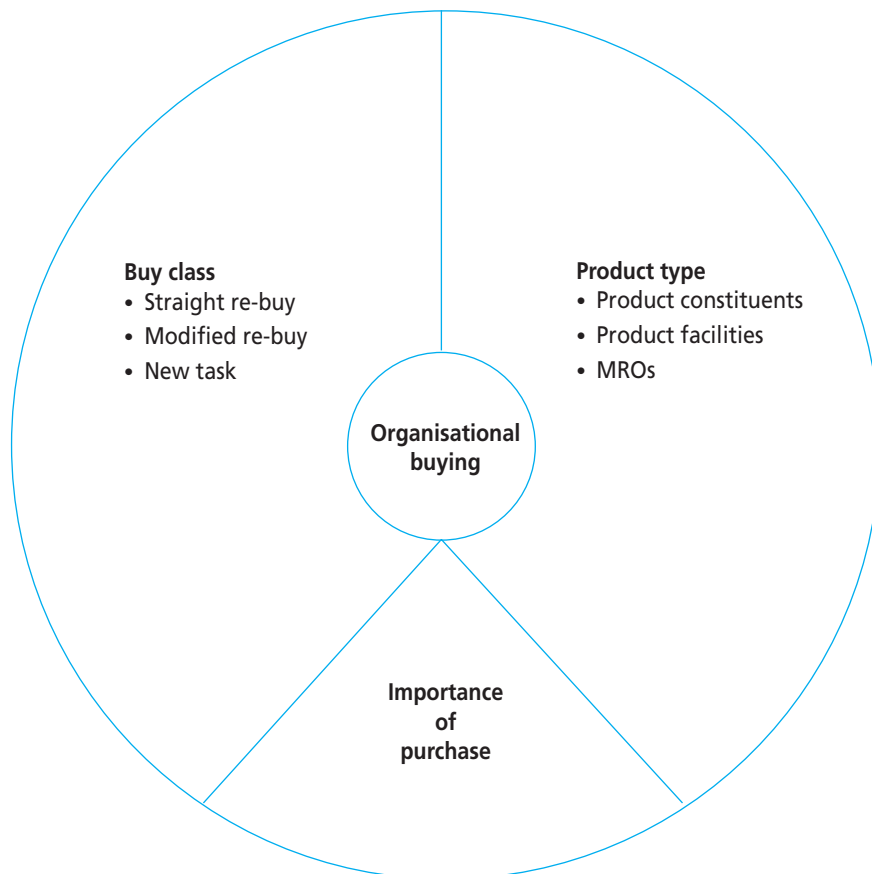 Buy class
• Straight re-buy
• Modified re-buy
• New task
Product type
• Product constituents
• Product facilities
• MROs
Organisational
buying
Importance
of
purchase